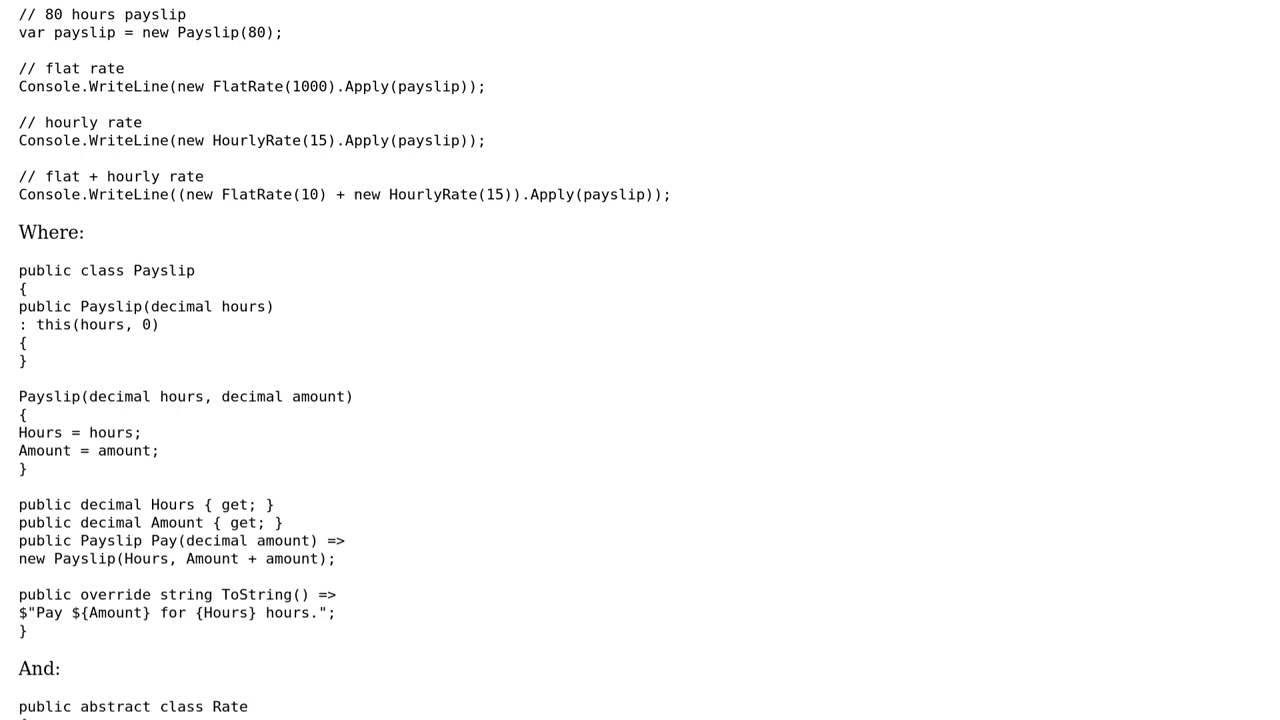 // 80 hours payslip
var payslip = new Payslip(80);
// flat rate
Console.WriteLine(new FlatRate(1000).Apply(payslip));
// hourly rate
Console.WriteLine(new HourlyRate(15).Apply(payslip));
// flat + hourly rate
Console.WriteLine((new FlatRate(10) + new HourlyRate(15)).Apply(payslip));
Where:
public class Payslip
{
public Payslip(decimal hours)
: this(hours, 0)
{
}
Payslip(decimal hours, decimal amount)
{
Hours = hours;
Amount = amount;
}
public decimal Hours { get; }
public decimal Amount { get; }
public Payslip Pay(decimal amount) =>
new Payslip(Hours, Amount + amount);
public override string ToString() =>
$"Pay ${Amount} for {Hours} hours.";
}
And:
public abstract class Rate